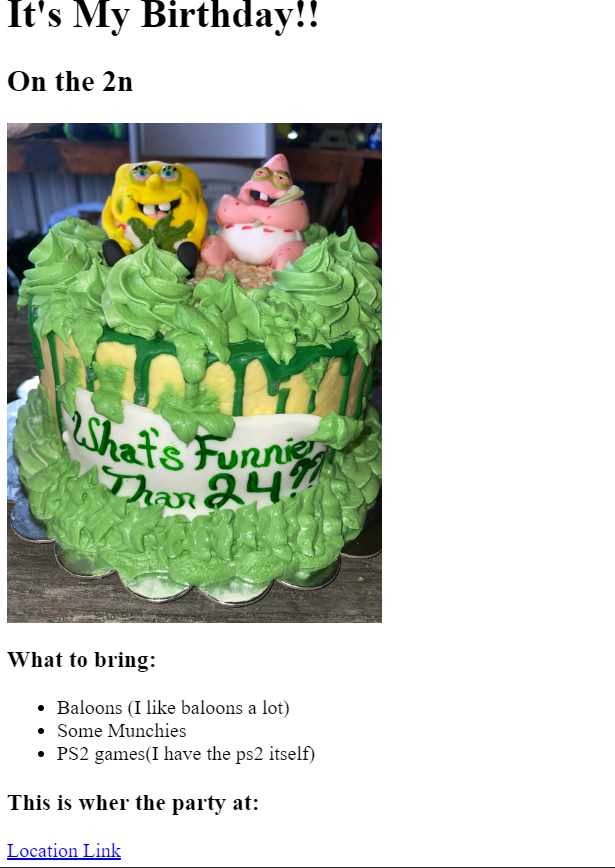 It's My Birthday!!
On the 2n
What's Funnier
Than 24??
What to bring:
Baloons (I like baloons a lot)
Some Munchies
PS2 games(I have the ps2 itself)
This is wher the party at:
Location Link